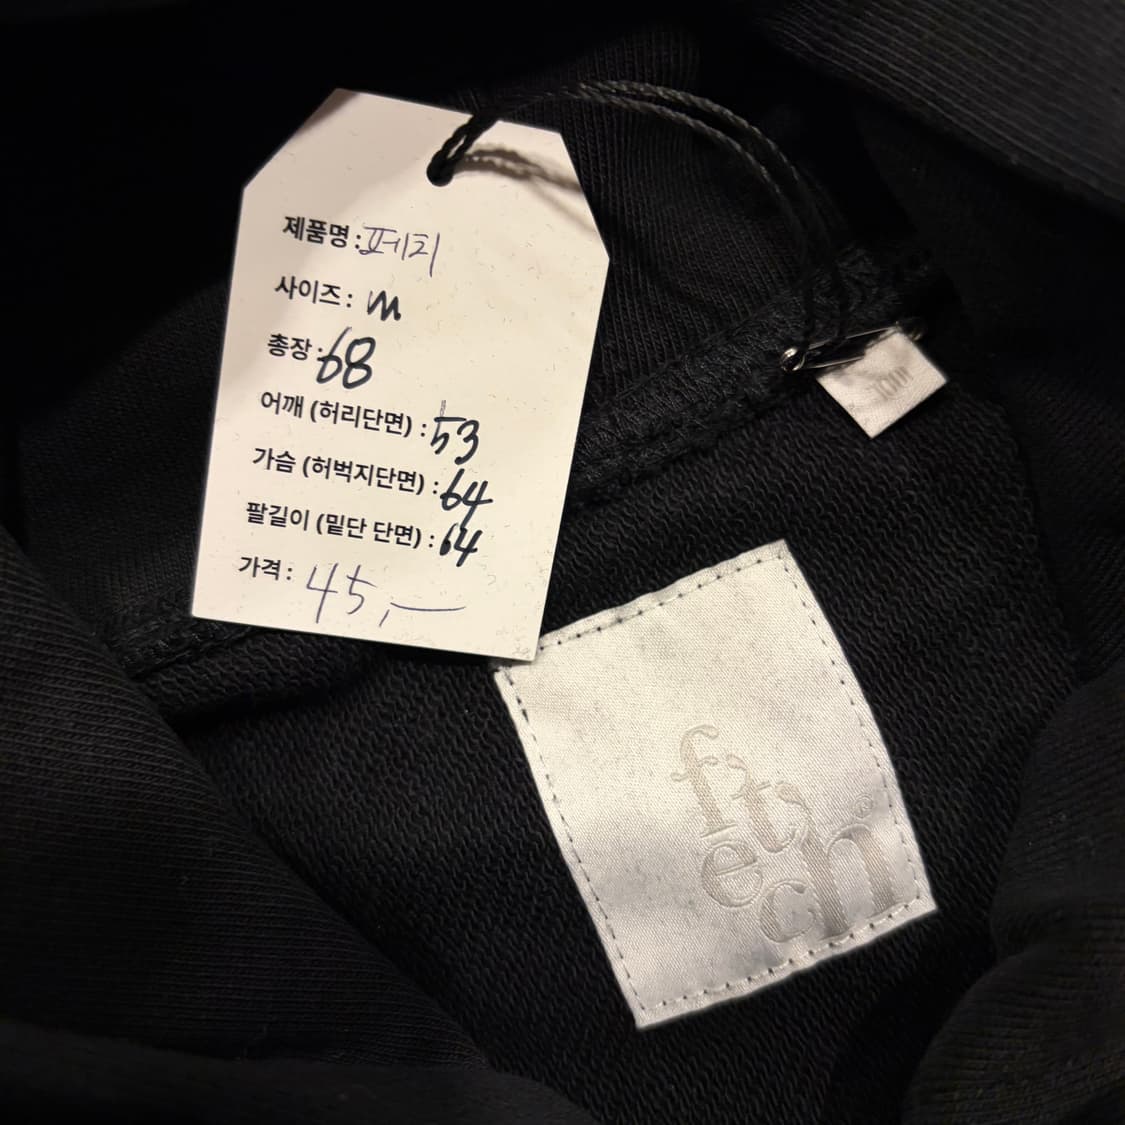 제품명 : 페치
사이즈 : M
총장 : 68
어깨 (허리단면) : 53
가슴 (허벅지단면) : 64
팔길이 (밑단 단면) : 64
가격 : 45,—
fetch®